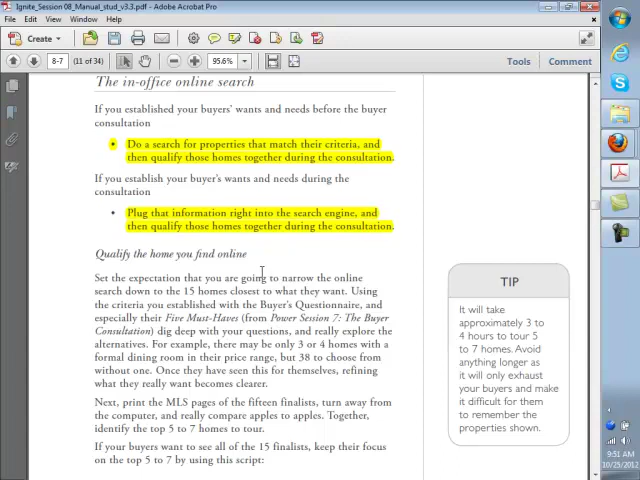 Ignite_Session 08_Manual_stud_v3.3.pdf - Adobe Acrobat Pro
File Edit View Window Help
Create
8-7 (11 of 34) 95.6% Tools Comment
The in-office online search
If you established your buyers' wants and needs before the buyer
consultation
• Do a search for properties that match their criteria, and
then qualify those homes together during the consultation.
If you establish your buyer's wants and needs during the
consultation
• Plug that information right into the search engine, and
then qualify those homes together during the consultation.
Qualify the home you find online
Set the expectation that you are going to narrow the online
search down to the 15 homes closest to what they want. Using
the criteria you established with the Buyer's Questionnaire, and
especially their Five Must-Haves (from Power Session 7: The Buyer
Consultation) dig deep with your questions, and really explore the
alternatives. For example, there may be only 3 or 4 homes with a
formal dining room in their price range, but 38 to choose from
without one. Once they have seen this for themselves, refining
what they really want becomes clearer.
Next, print the MLS pages of the fifteen finalists, turn away from
the computer, and really compare apples to apples. Together,
identify the top 5 to 7 homes to tour.
If your buyers want to see all of the 15 finalists, keep their focus
on the top 5 to 7 by using this script:
TIP
It will take
approximately 3 to
4 hours to tour 5
to 7 homes. Avoid
anything longer as
it will only exhaust
your buyers and make
it difficult for them
to remember the
properties shown.
9:51 AM
10/25/2012